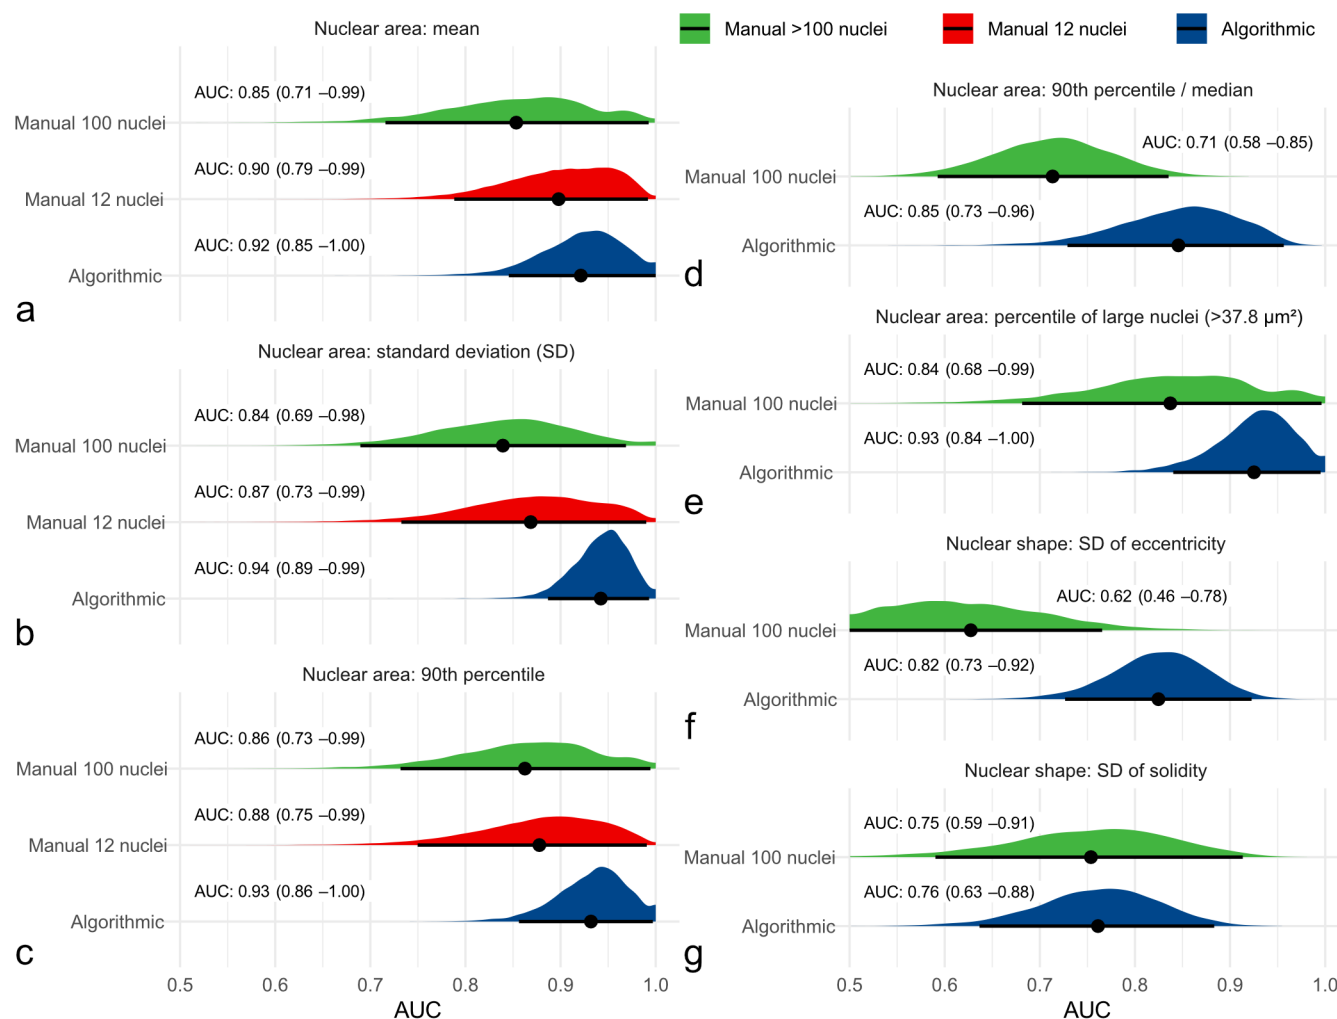 Manual >100 nuclei
Manual 12 nuclei
Algorithmic
Nuclear area: mean
AUC: 0.85 (0.71 –0.99)
Manual 100 nuclei
AUC: 0.90 (0.79 –0.99)
Manual 12 nuclei
AUC: 0.92 (0.85 –1.00)
Algorithmic
a
Nuclear area: standard deviation (SD)
AUC: 0.84 (0.69 –0.98)
Manual 100 nuclei
AUC: 0.87 (0.73 –0.99)
Manual 12 nuclei
AUC: 0.94 (0.89 –0.99)
Algorithmic
b
Nuclear area: 90th percentile
AUC: 0.86 (0.73 –0.99)
Manual 100 nuclei
AUC: 0.88 (0.75 –0.99)
Manual 12 nuclei
AUC: 0.93 (0.86 –1.00)
Algorithmic
c
0.5 0.6 0.7 0.8 0.9 1.0
AUC
Nuclear area: 90th percentile / median
AUC: 0.71 (0.58 –0.85)
Manual 100 nuclei
AUC: 0.85 (0.73 –0.96)
Algorithmic
d
Nuclear area: percentile of large nuclei (>37.8 µm²)
AUC: 0.84 (0.68 –0.99)
Manual 100 nuclei
AUC: 0.93 (0.84 –1.00)
Algorithmic
e
Nuclear shape: SD of eccentricity
AUC: 0.62 (0.46 –0.78)
Manual 100 nuclei
AUC: 0.82 (0.73 –0.92)
Algorithmic
f
Nuclear shape: SD of solidity
AUC: 0.75 (0.59 –0.91)
Manual 100 nuclei
AUC: 0.76 (0.63 –0.88)
Algorithmic
g
0.5 0.6 0.7 0.8 0.9 1.0
AUC